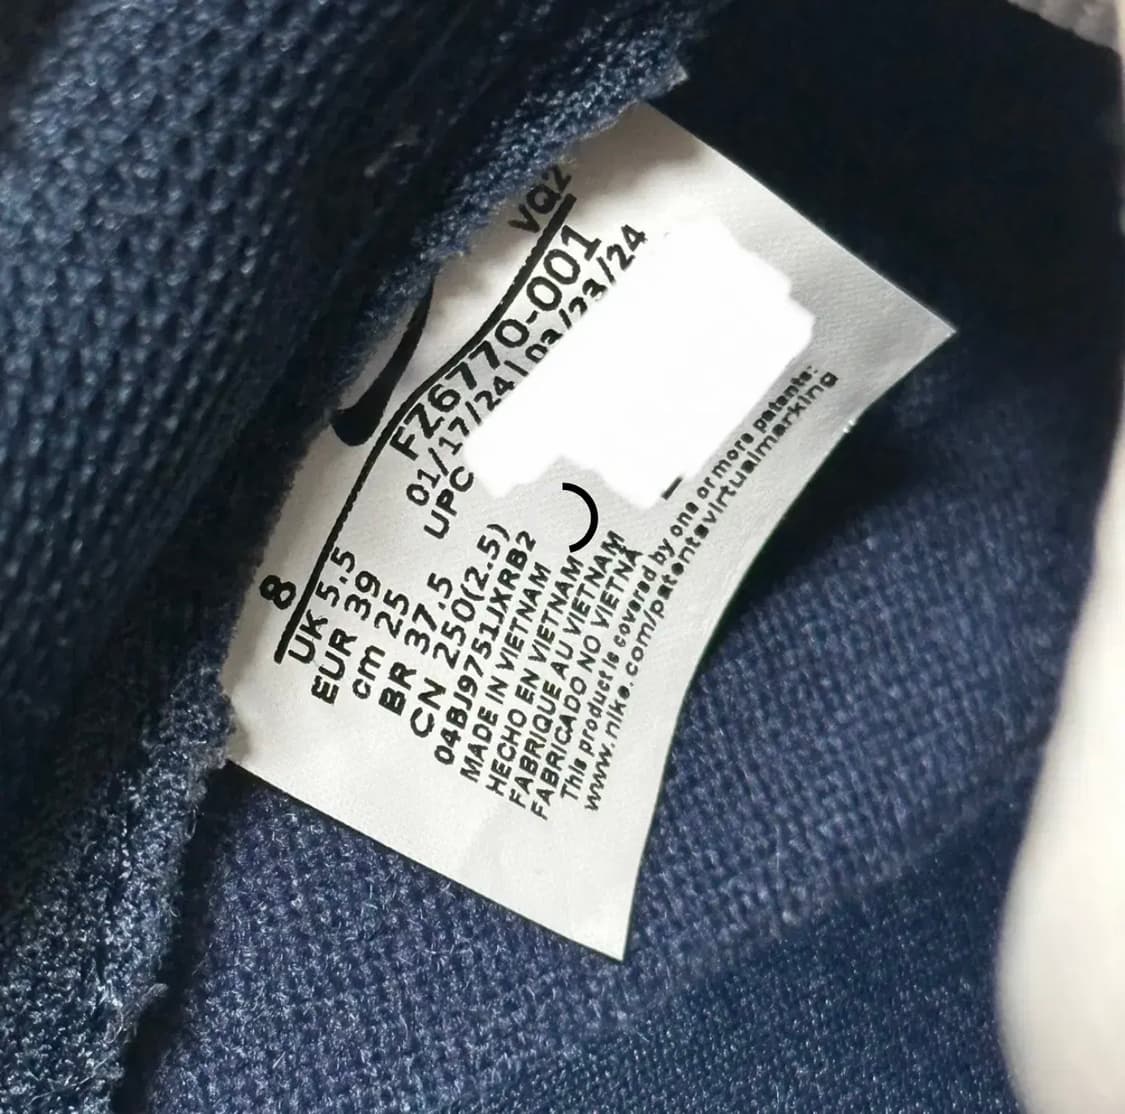 VQ2
8
FZ6770-001
UK 5.5
01/17/24 | 03/23/24
EUR 39
UPC
cm 25
BR 37.5
CN 250(2.5)
04BJ9751JXRB2
MADE IN VIETNAM
HECHO EN VIETNAM
FABRIQUE AU VIETNAM
FABRICADO NO VIETNÃ
This product is covered by one or more patents:
www.nike.com/patentsvirtualmarking